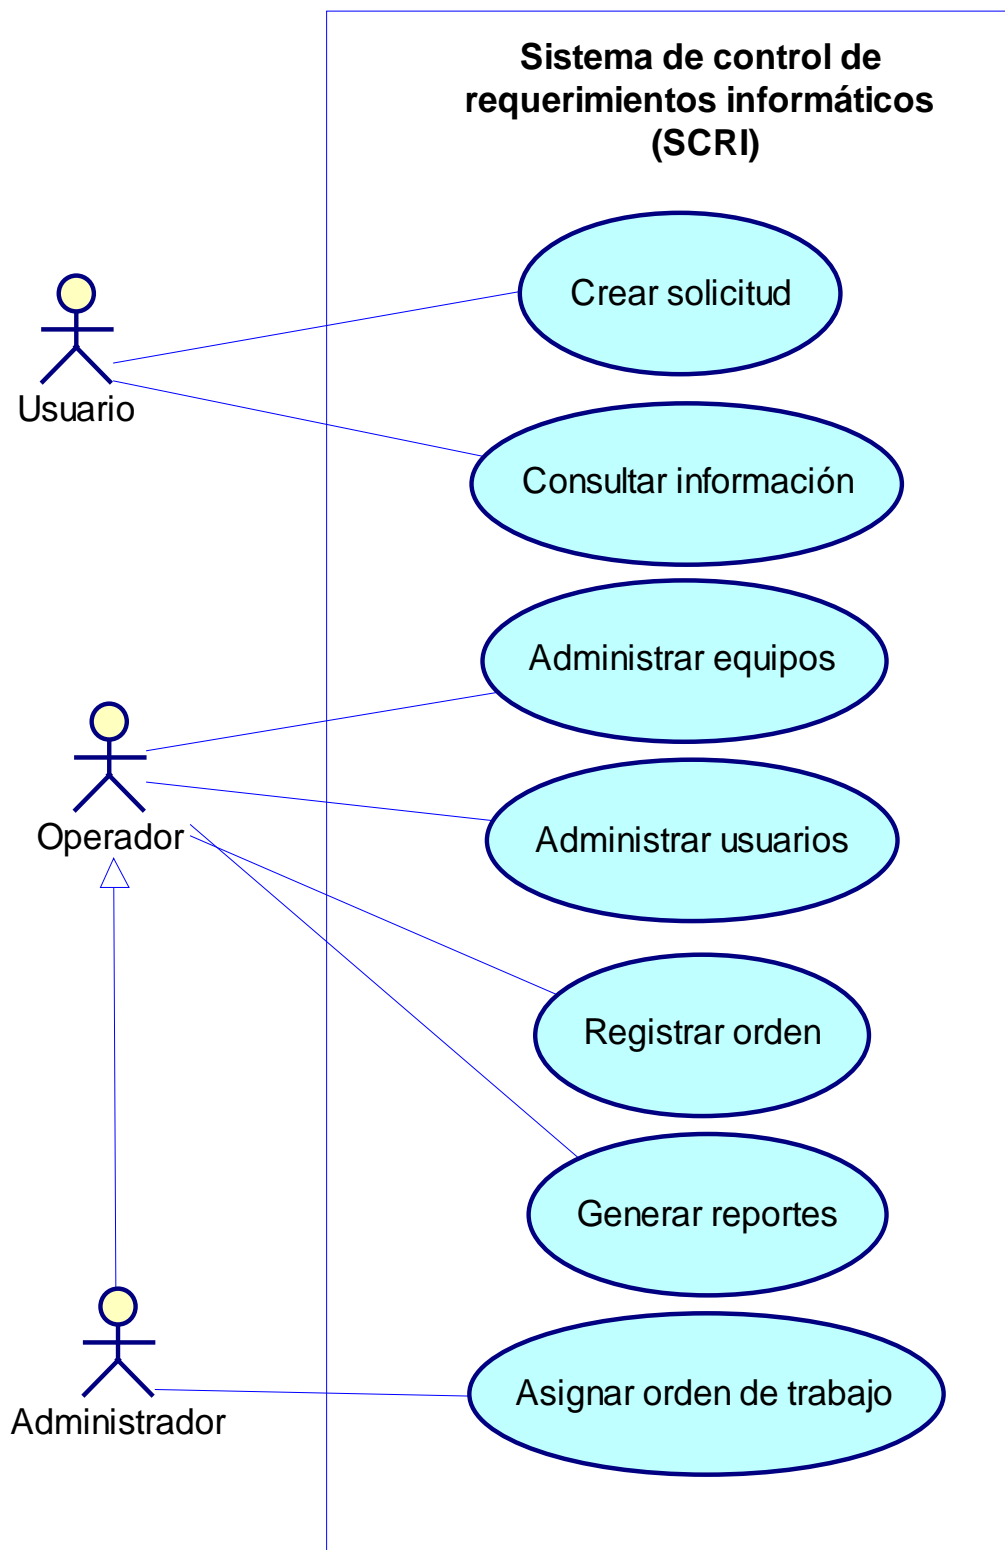 Sistema de control de
requerimientos informáticos
(SCRI)
Crear solicitud
Usuario
Consultar información
Administrar equipos
Operador
Administrar usuarios
Registrar orden
Generar reportes
Asignar orden de trabajo
Administrador